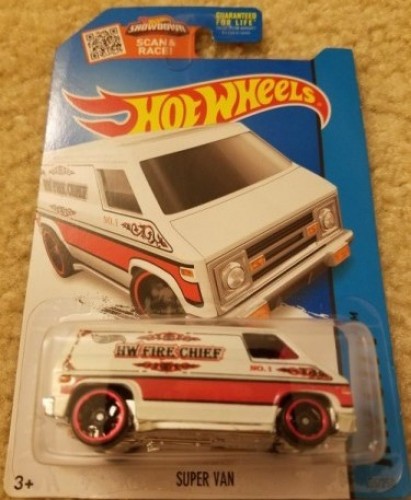 SHOWDOWN
SCAN &
RACE!
GUARANTEED
FOR LIFE
HOT WHEELS
HW FIRE CHIEF
NO. 1
HW FIRE CHIEF
NO. 1
3+
SUPER VAN